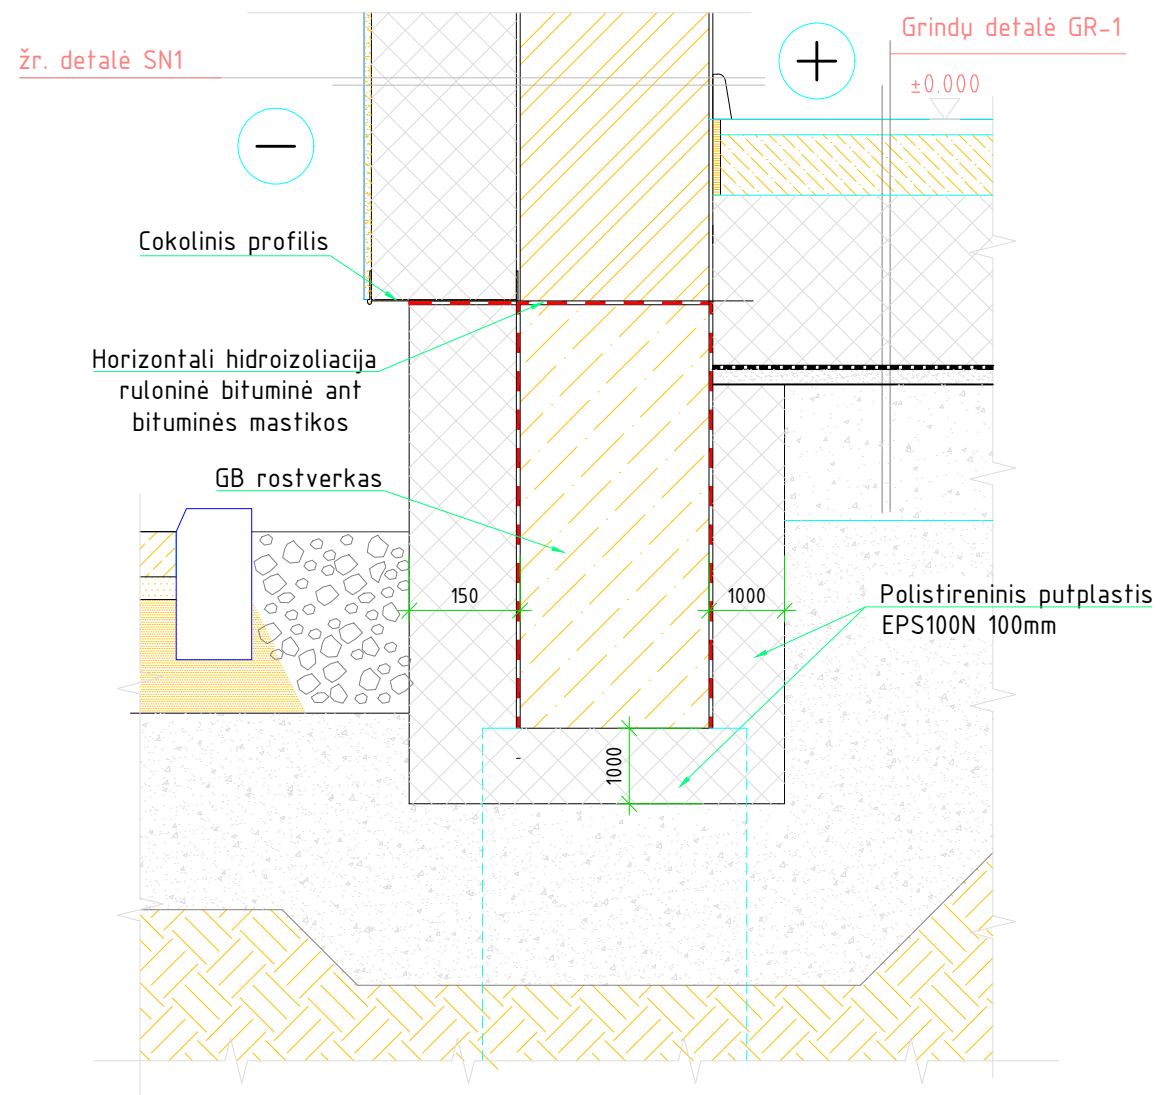 Grindų detalė GR-1
žr. detalė SN1
±0,000
+
−
Cokolinis profilis
Horizontali hidroizoliacija
ruloninė bituminė ant
bituminės mastikos
GB rostverkas
150
1000
Polistireninis putplastis
EPS100N 100mm
1000